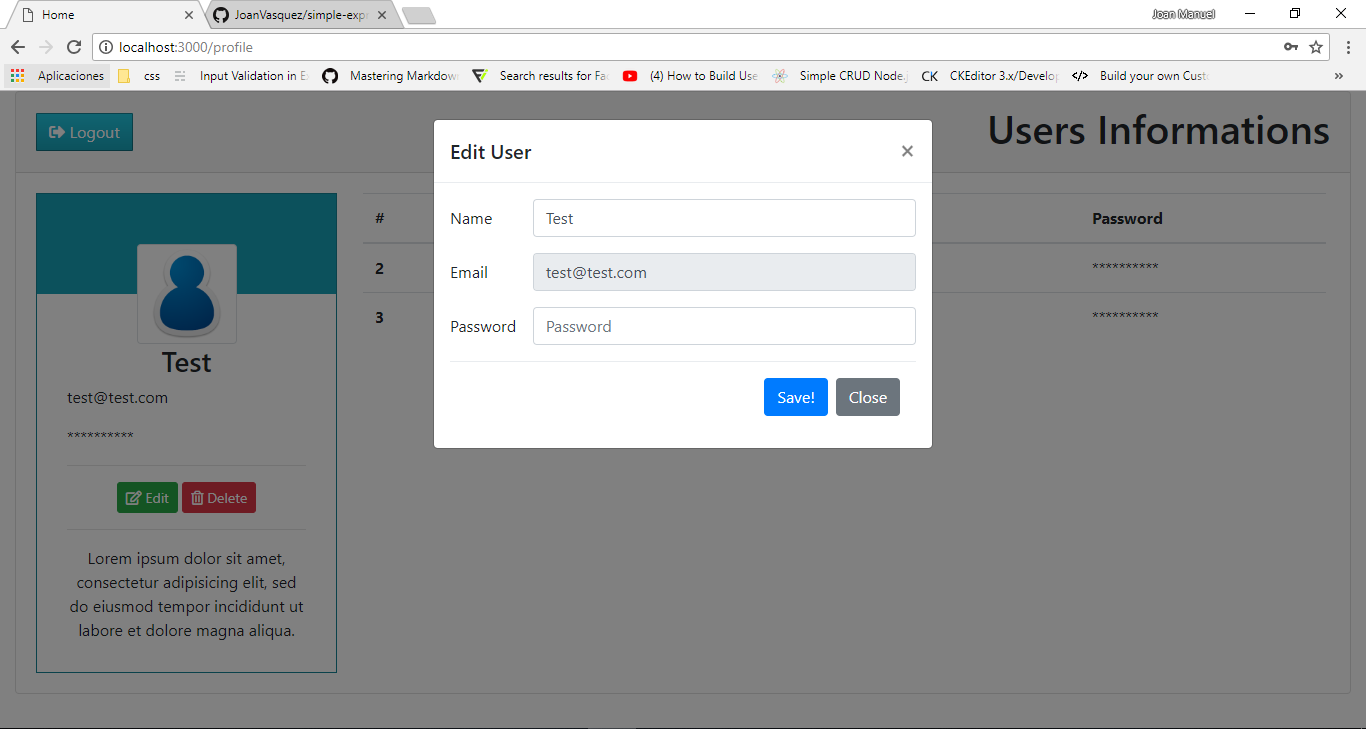 Home
JoanVasquez/simple-expr
Joan Manuel
localhost:3000/profile
Aplicaciones
css
Input Validation in Ex
Mastering Markdow
Search results for Fac
(4) How to Build Use
Simple CRUD Node.j
CK
CKEditor 3.x/Develop
</>
Build your own Cust
»
Logout
Users Informations
Edit User
×
Name
Test
Email
test@test.com
Password
Password
Save!
Close
#
Password
2
**********
3
**********
Test
test@test.com
**********
Edit
Delete
Lorem ipsum dolor sit amet,
consectetur adipisicing elit, sed
do eiusmod tempor incididunt ut
labore et dolore magna aliqua.